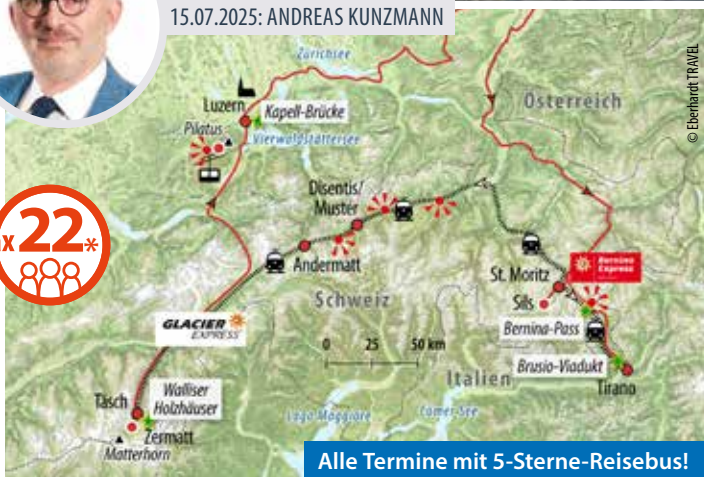 15.07.2025: ANDREAS KUNZMANN
© Eberhardt TRAVEL
Zürichsee
Österreich
Luzern
Kapell-Brücke
Pilatus
Vierwaldstättersee
Disentis/
Muster
x 22*
Andermatt
St. Moritz
Bernina
Express
Sils
Schweiz
GLACIER
EXPRESS
0 25 50 km
Bernina-Pass
Brusio-Viadukt
Italien
Tirano
Täsch
Walliser
Holzhäuser
Zermatt
Matterhorn
Lago Maggiore
Comer-See
Alle Termine mit 5-Sterne-Reisebus!